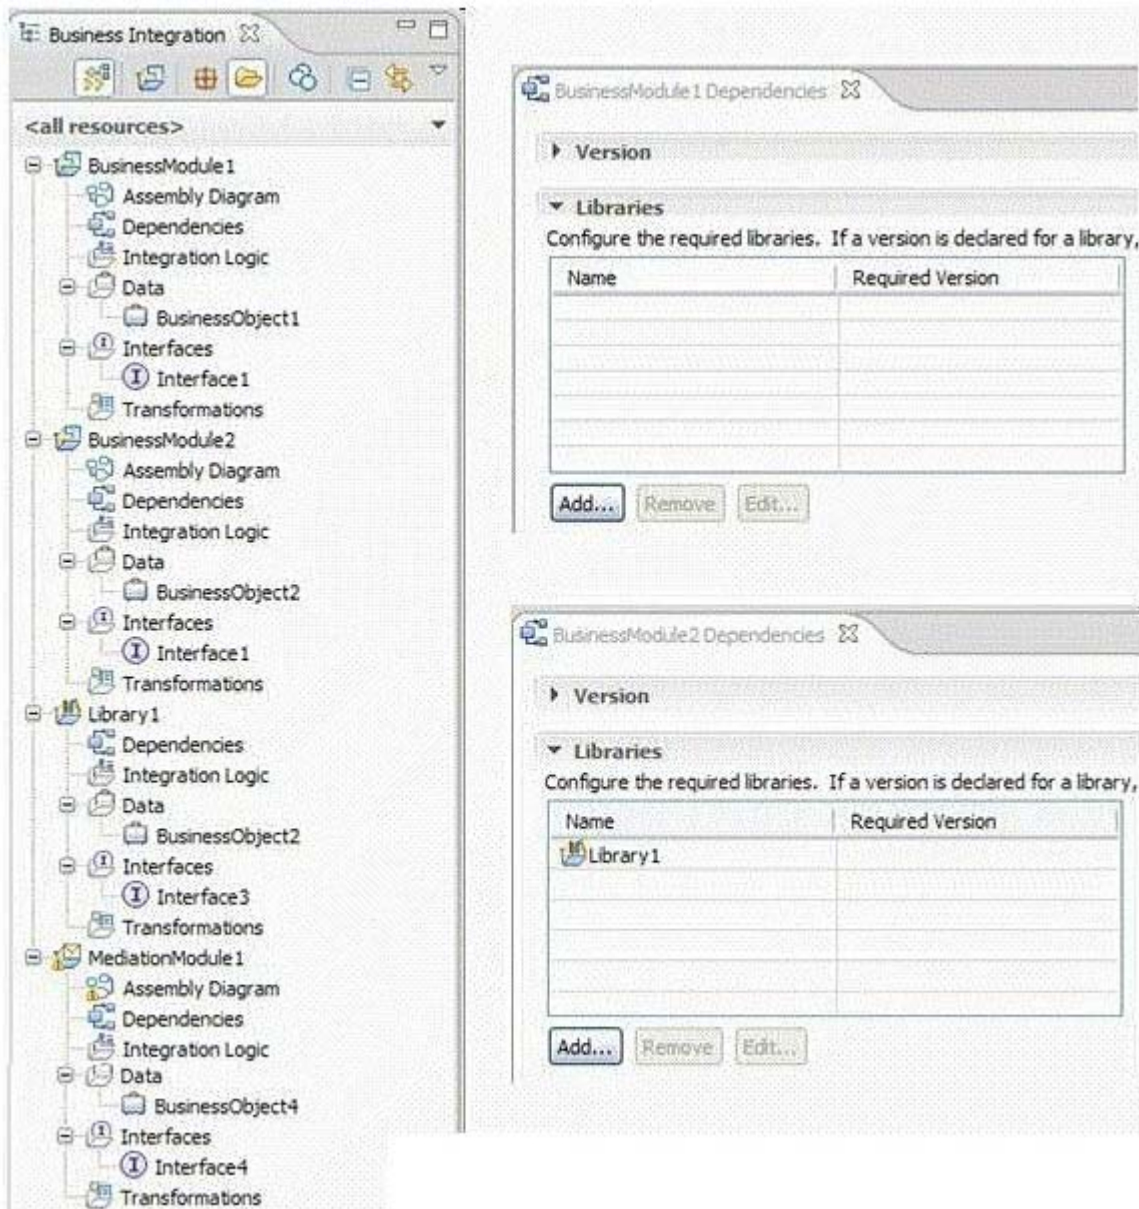 Business Integration
<all resources>
BusinessModule1
Assembly Diagram
Dependencies
Integration Logic
Data
BusinessObject1
Interfaces
Interface1
Transformations
BusinessModule2
Assembly Diagram
Dependencies
Integration Logic
Data
BusinessObject2
Interfaces
Interface1
Transformations
Library1
Dependencies
Integration Logic
Data
BusinessObject2
Interfaces
Interface3
Transformations
MediationModule1
Assembly Diagram
Dependencies
Integration Logic
Data
BusinessObject4
Interfaces
Interface4
Transformations
BusinessModule1 Dependencies
Version
Libraries
Configure the required libraries. If a version is declared for a library,
Name Required Version
Add... Remove Edit...
BusinessModule2 Dependencies
Version
Libraries
Configure the required libraries. If a version is declared for a library,
Name Required Version
Library1
Add... Remove Edit...